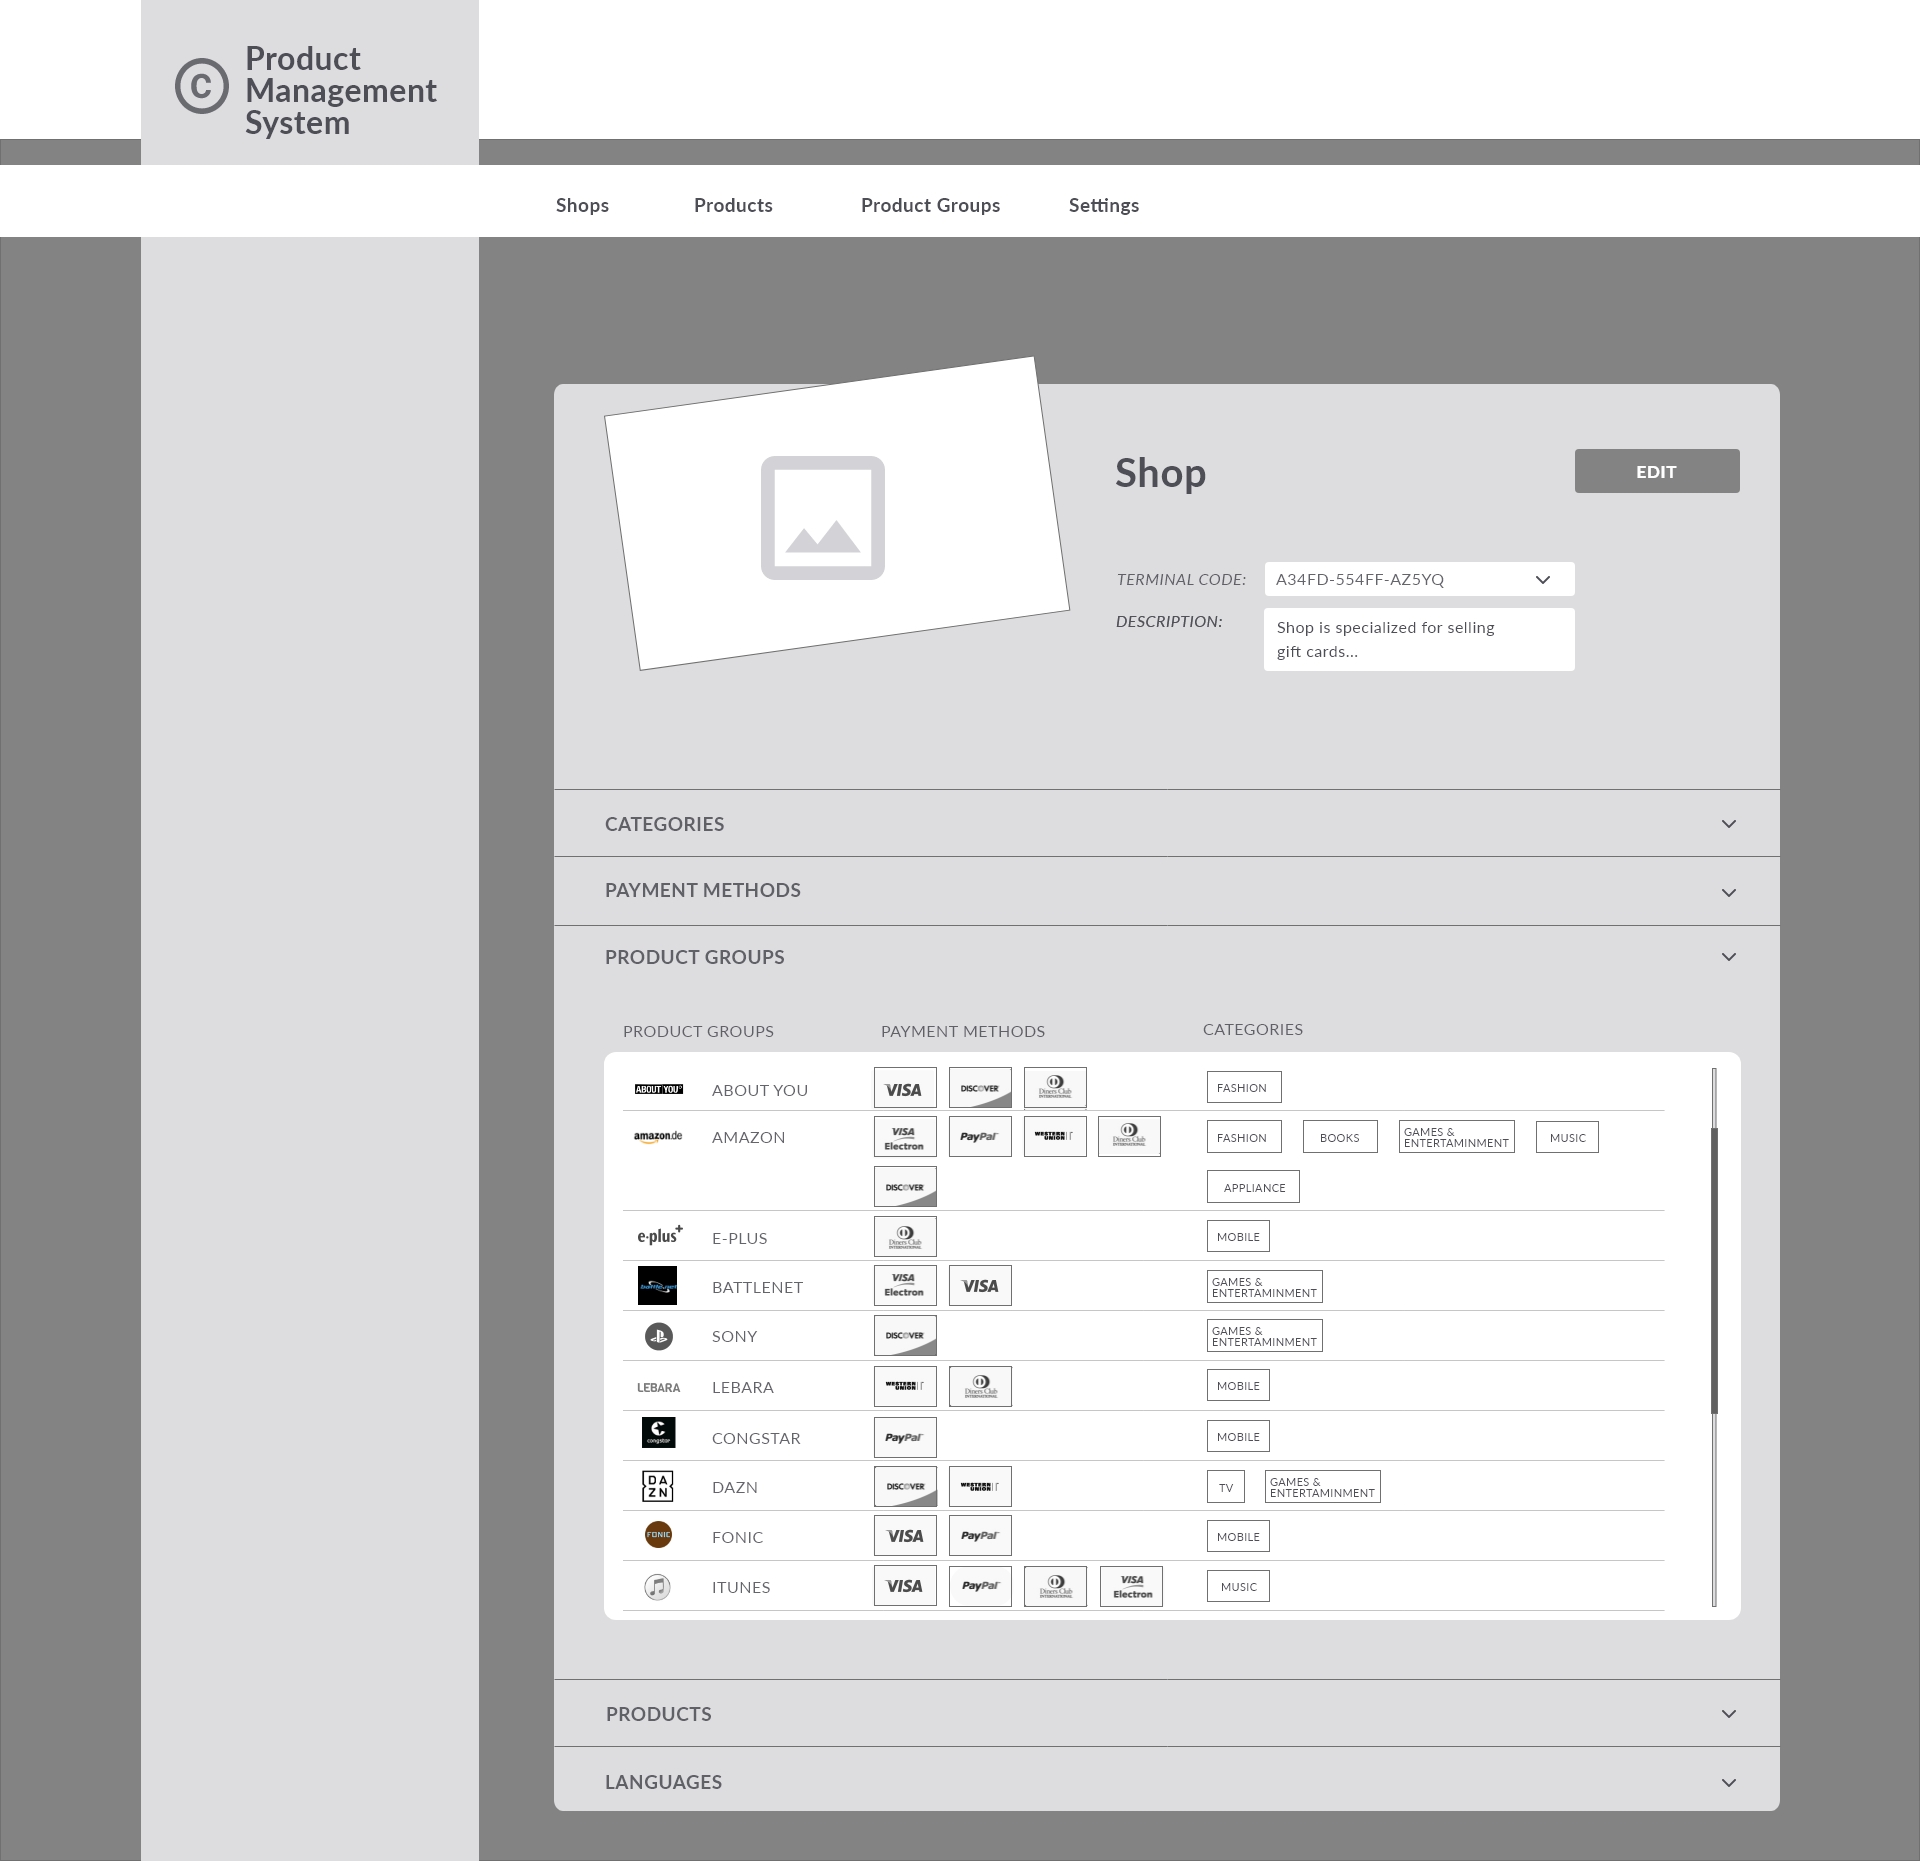 ©
Product
Management
System
Shops Products Product Groups Settings
Shop
EDIT
TERMINAL CODE: A34FD-554FF-AZ5YQ
DESCRIPTION: Shop is specialized for selling
gift cards...
CATEGORIES
PAYMENT METHODS
PRODUCT GROUPS
PRODUCT GROUPS PAYMENT METHODS CATEGORIES
ABOUT YOU ABOUT YOU VISA DISCOVER Diners Club INTERNATIONAL FASHION
amazon.de AMAZON VISA Electron PayPal WESTERN UNION Diners Club INTERNATIONAL FASHION BOOKS GAMES & ENTERTAMINMENT MUSIC
DISCOVER APPLIANCE
e·plus+ E-PLUS Diners Club INTERNATIONAL MOBILE
battle.net BATTLENET VISA Electron VISA GAMES & ENTERTAMINMENT
SONY DISCOVER GAMES & ENTERTAMINMENT
LEBARA LEBARA WESTERN UNION Diners Club INTERNATIONAL MOBILE
congstar CONGSTAR PayPal MOBILE
DAZN DAZN DISCOVER WESTERN UNION TV GAMES & ENTERTAMINMENT
FONIC FONIC VISA PayPal MOBILE
ITUNES VISA PayPal Diners Club INTERNATIONAL VISA Electron MUSIC
PRODUCTS
LANGUAGES